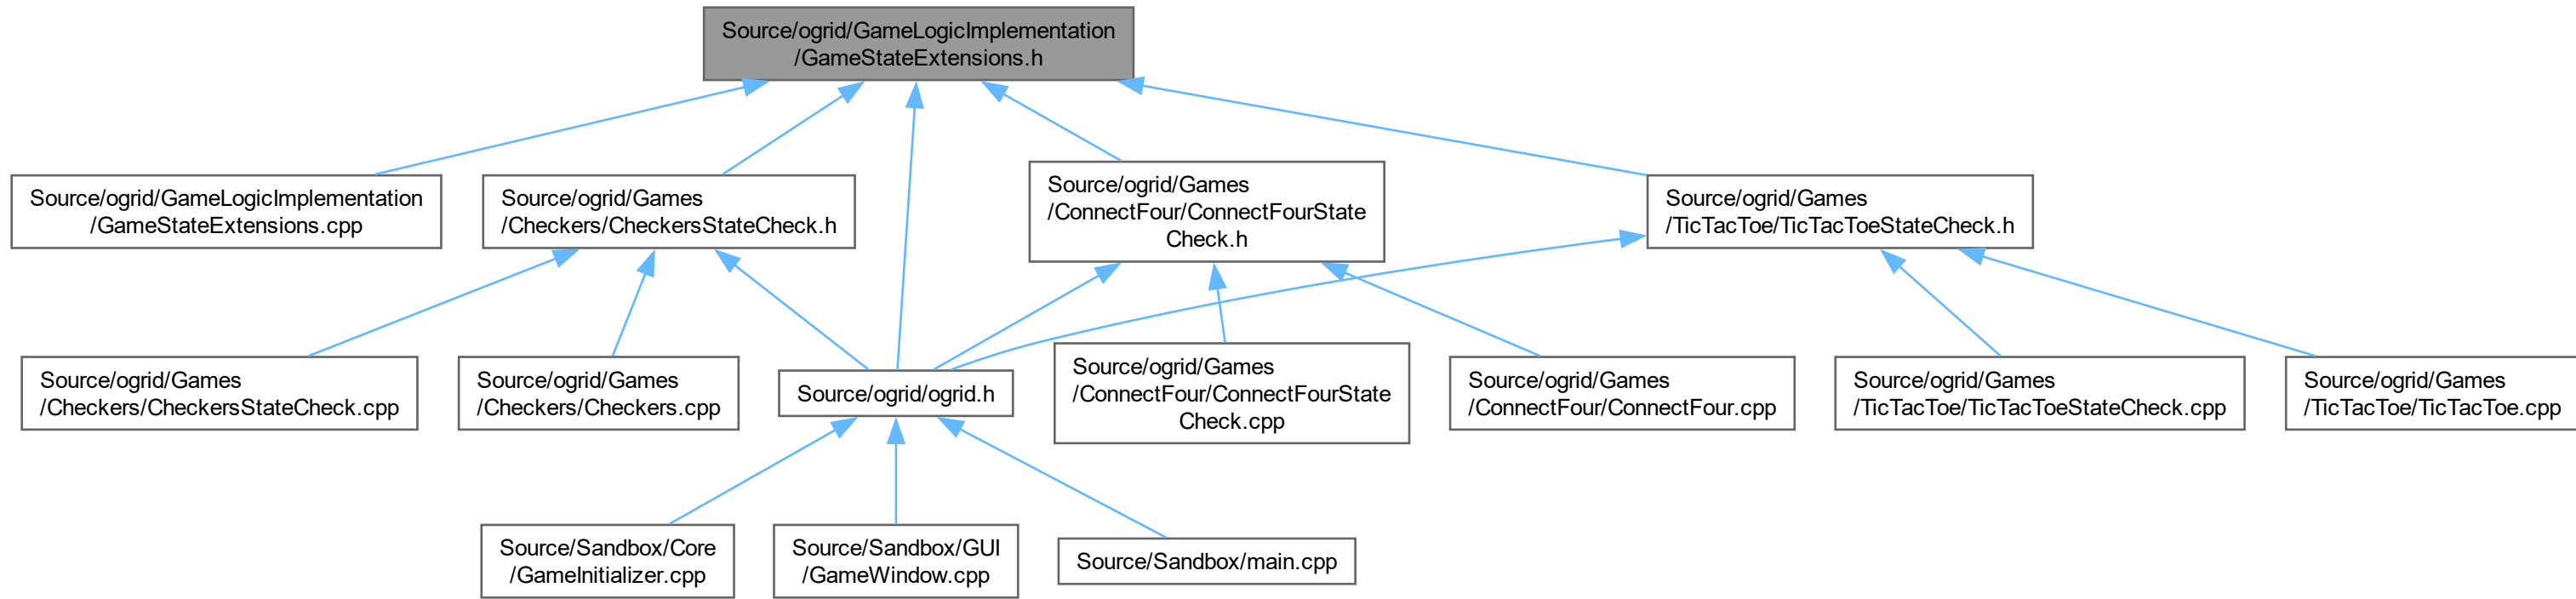 Source/ogrid/GameLogicImplementation
/GameStateExtensions.h
Source/ogrid/GameLogicImplementation
/GameStateExtensions.cpp
Source/ogrid/Games
/Checkers/CheckersStateCheck.h
Source/ogrid/Games
/ConnectFour/ConnectFourState
Check.h
Source/ogrid/Games
/TicTacToe/TicTacToeStateCheck.h
Source/ogrid/Games
/Checkers/CheckersStateCheck.cpp
Source/ogrid/Games
/Checkers/Checkers.cpp
Source/ogrid/ogrid.h
Source/ogrid/Games
/ConnectFour/ConnectFourState
Check.cpp
Source/ogrid/Games
/ConnectFour/ConnectFour.cpp
Source/ogrid/Games
/TicTacToe/TicTacToeStateCheck.cpp
Source/ogrid/Games
/TicTacToe/TicTacToe.cpp
Source/Sandbox/Core
/GameInitializer.cpp
Source/Sandbox/GUI
/GameWindow.cpp
Source/Sandbox/main.cpp